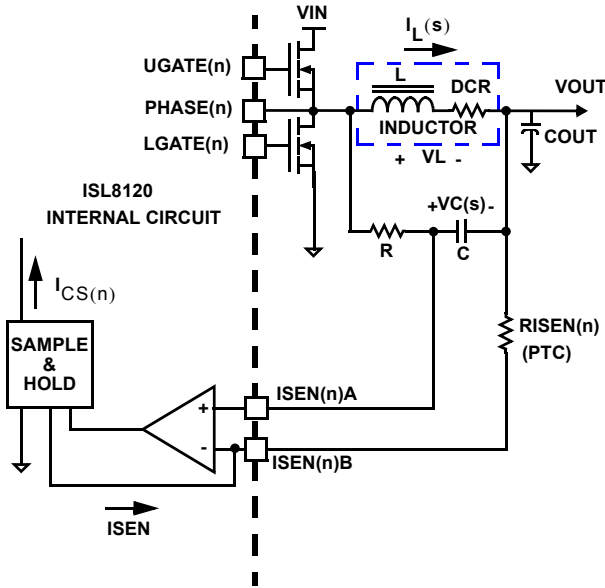 VIN
I_L(s)
UGATE(n)
L
DCR
PHASE(n)
VOUT
LGATE(n)
INDUCTOR
COUT
+ VL -
ISL8120
INTERNAL CIRCUIT
+VC(s)-
R
C
I_CS(n)
RISEN(n)
(PTC)
SAMPLE
&
HOLD
ISEN(n)A
+
-
ISEN(n)B
ISEN